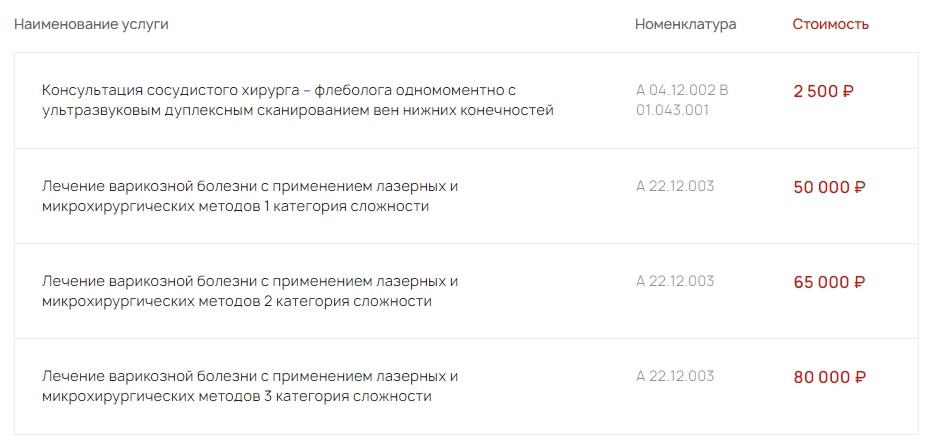 Наименование услуги Номенклатура Стоимость
Консультация сосудистого хирурга – флеболога одномоментно с А 04.12.002 В 2 500 ₽
ультразвуковым дуплексным сканированием вен нижних конечностей 01.043.001
Лечение варикозной болезни с применением лазерных и А 22.12.003 50 000 ₽
микрохирургических методов 1 категория сложности
Лечение варикозной болезни с применением лазерных и А 22.12.003 65 000 ₽
микрохирургических методов 2 категория сложности
Лечение варикозной болезни с применением лазерных и А 22.12.003 80 000 ₽
микрохирургических методов 3 категория сложности